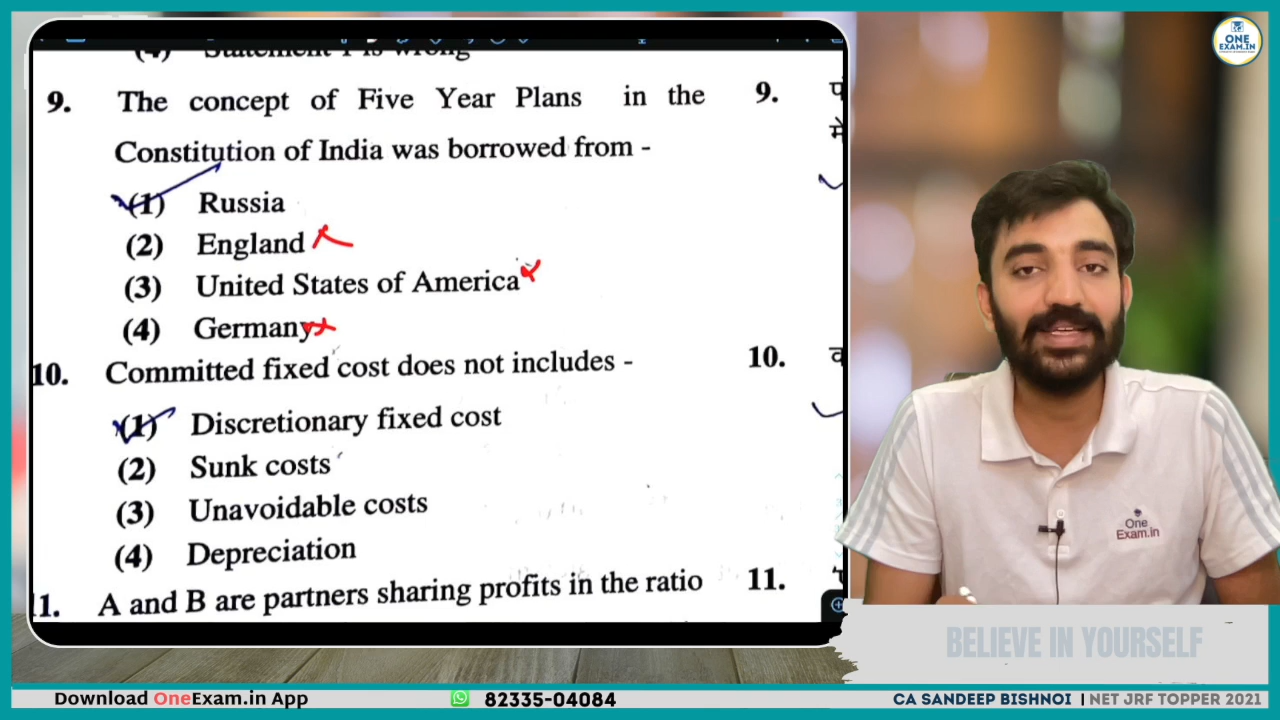 (4) Statement I is wrong
9. The concept of Five Year Plans in the
Constitution of India was borrowed from -
(1) Russia
(2) England
(3) United States of America
(4) Germany
10. Committed fixed cost does not includes -
(1) Discretionary fixed cost
(2) Sunk costs
(3) Unavoidable costs
(4) Depreciation
11. A and B are partners sharing profits in the ratio
9.
10.
11.
ONE
EXAM.IN
One
Exam.in
BELIEVE IN YOURSELF
Download OneExam.in App
82335-04084
CA SANDEEP BISHNOI | NET JRF TOPPER 2021